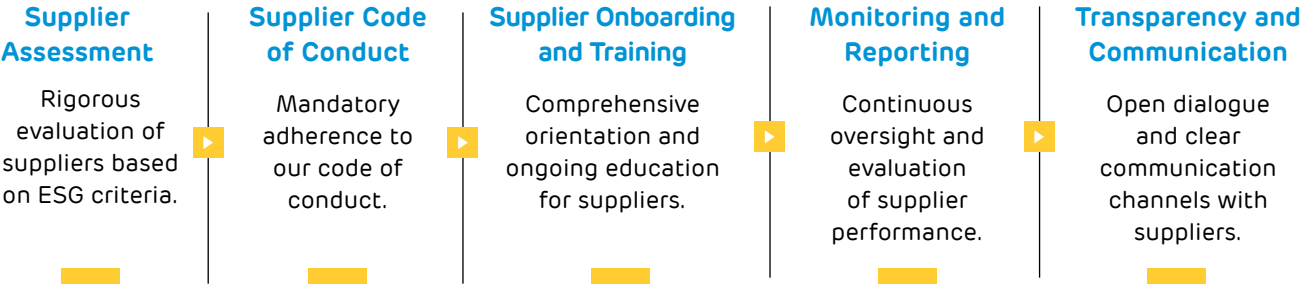 Supplier
Assessment
Rigorous
evaluation of
suppliers based
on ESG criteria.
Supplier Code
of Conduct
Mandatory
adherence to
our code of
conduct.
Supplier Onboarding
and Training
Comprehensive
orientation and
ongoing education
for suppliers.
Monitoring and
Reporting
Continuous
oversight and
evaluation
of supplier
performance.
Transparency and
Communication
Open dialogue
and clear
communication
channels with
suppliers.